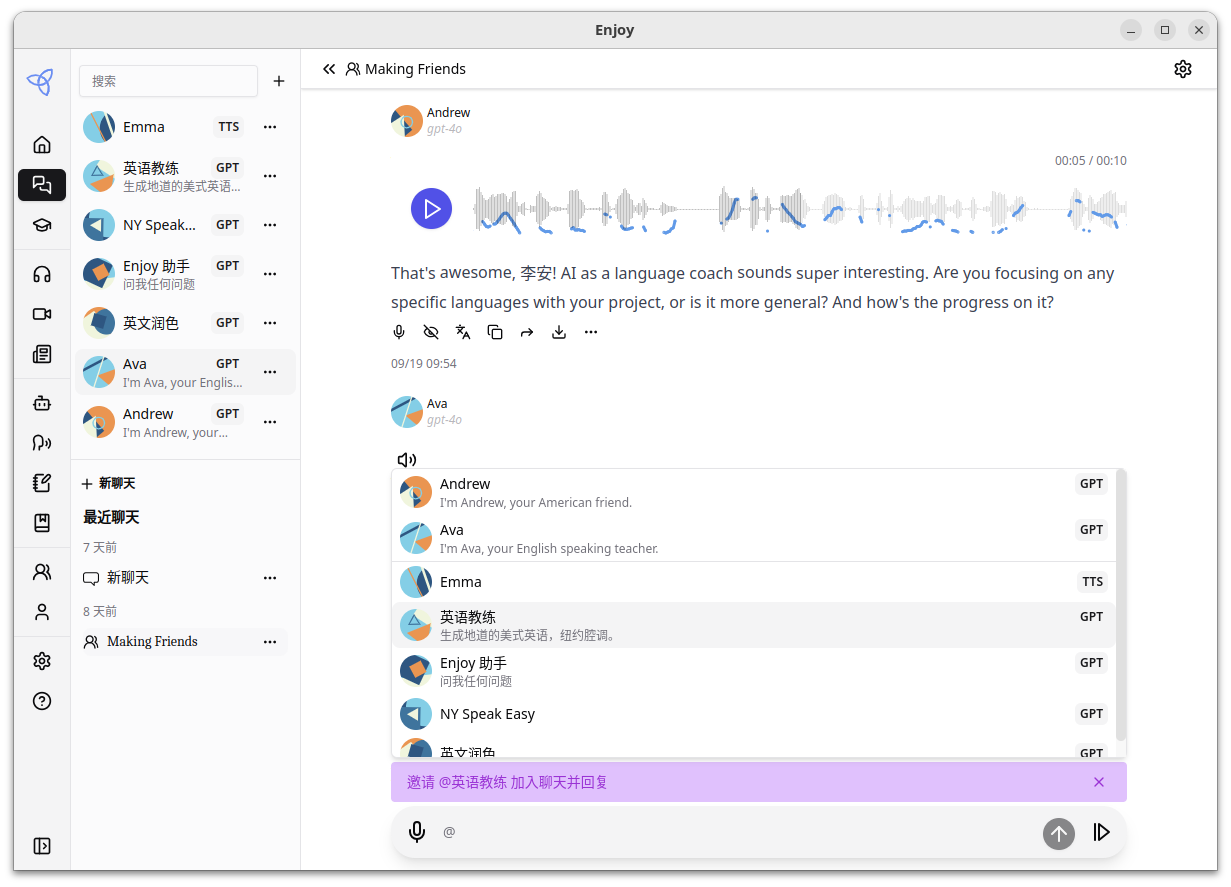 Enjoy
搜索
Emma
TTS
英语教练
GPT
生成地道的美式英语...
NY Speak...
GPT
Enjoy 助手
GPT
问我任何问题
英文润色
GPT
Ava
GPT
I'm Ava, your Englis...
Andrew
GPT
I'm Andrew, your...
新聊天
最近聊天
7 天前
新聊天
8 天前
Making Friends
Making Friends
Andrew
gpt-4o
00:05 / 00:10
That's awesome, 李安! AI as a language coach sounds super interesting. Are you focusing on any
specific languages with your project, or is it more general? And how's the progress on it?
09/19 09:54
Ava
gpt-4o
Andrew
GPT
I'm Andrew, your American friend.
Ava
GPT
I'm Ava, your English speaking teacher.
Emma
TTS
英语教练
GPT
生成地道的美式英语，纽约腔调。
Enjoy 助手
GPT
问我任何问题
NY Speak Easy
GPT
英文润色
GPT
邀请 @英语教练 加入聊天并回复
@